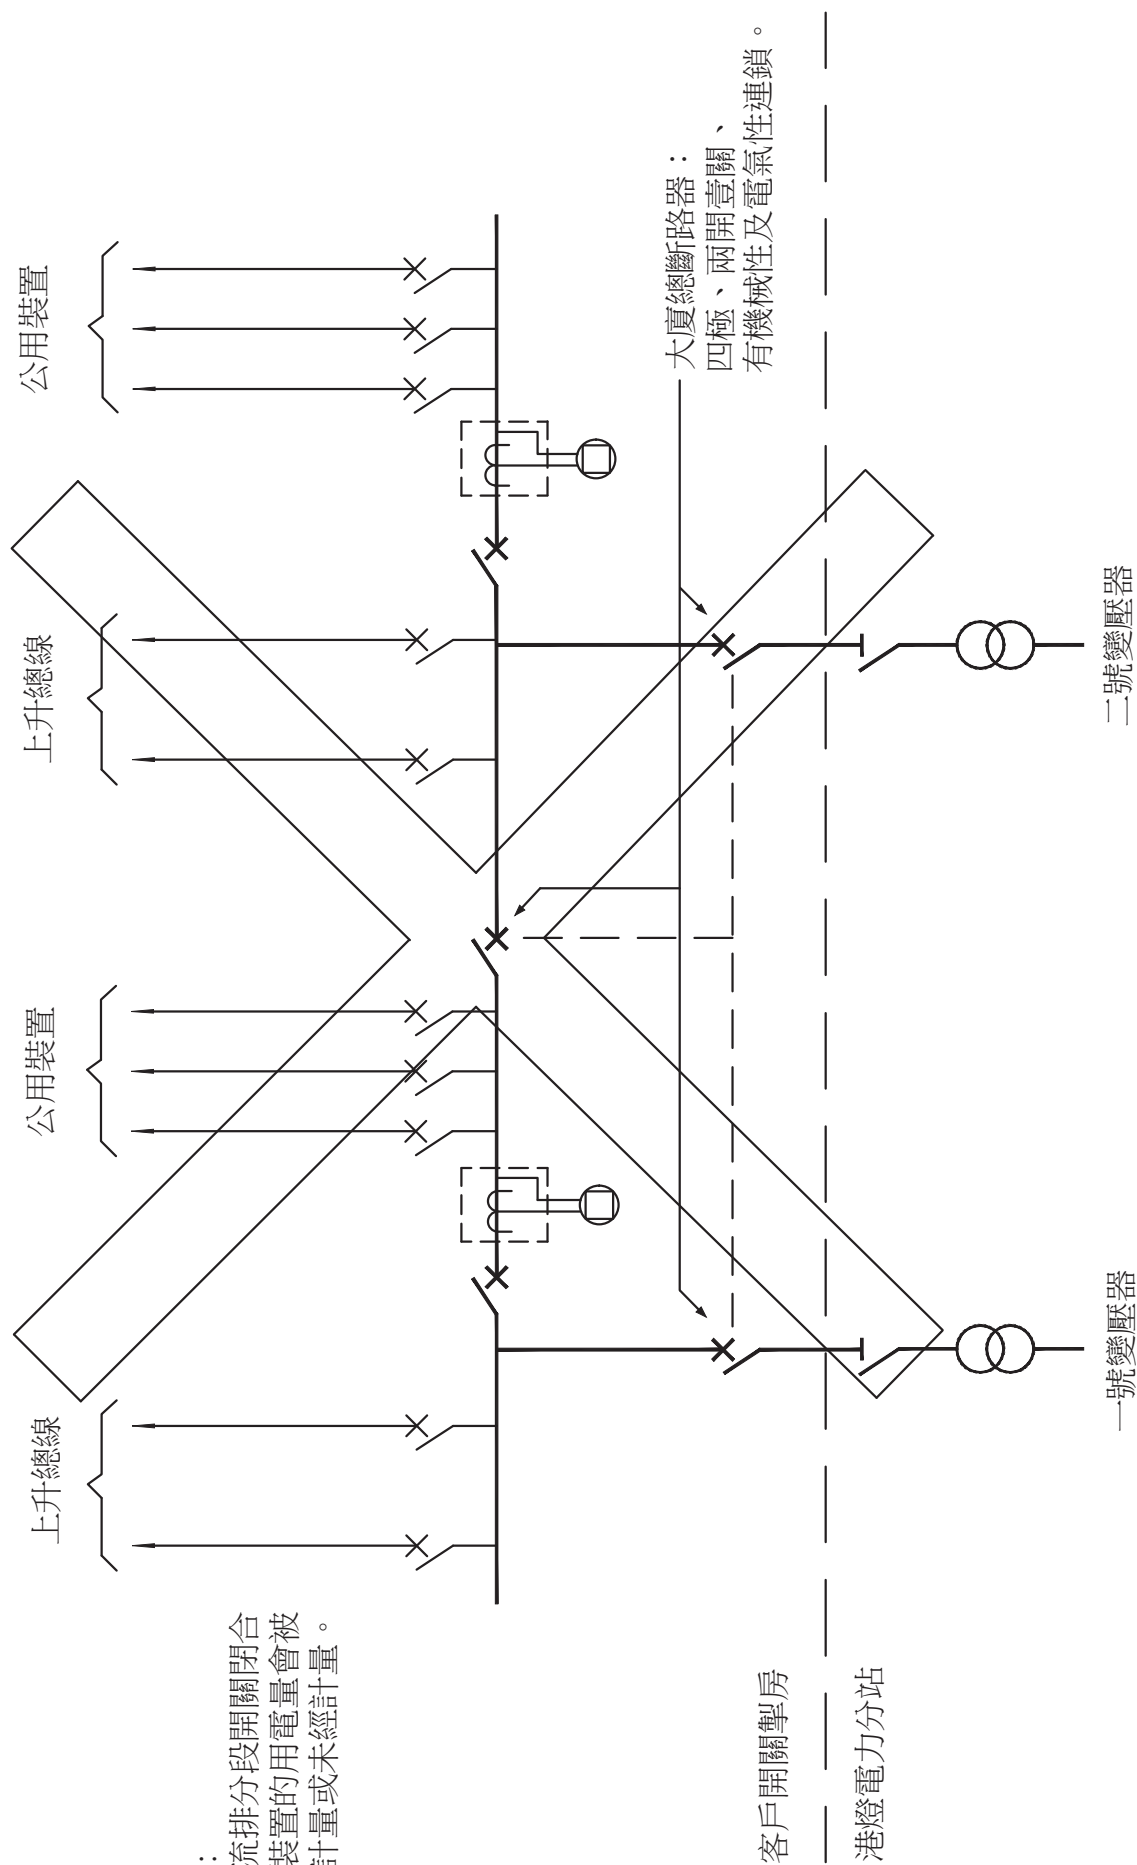 上升總線
公用裝置
上升總線
公用裝置
:
流排分段開關閉合
裝置的用電量會被
計量或未經計量。
大廈總斷路器：
四極、兩開壹關、
有機械性及電氣性連鎖。
客戶開關掣房
港燈電力分站
一號變壓器
二號變壓器